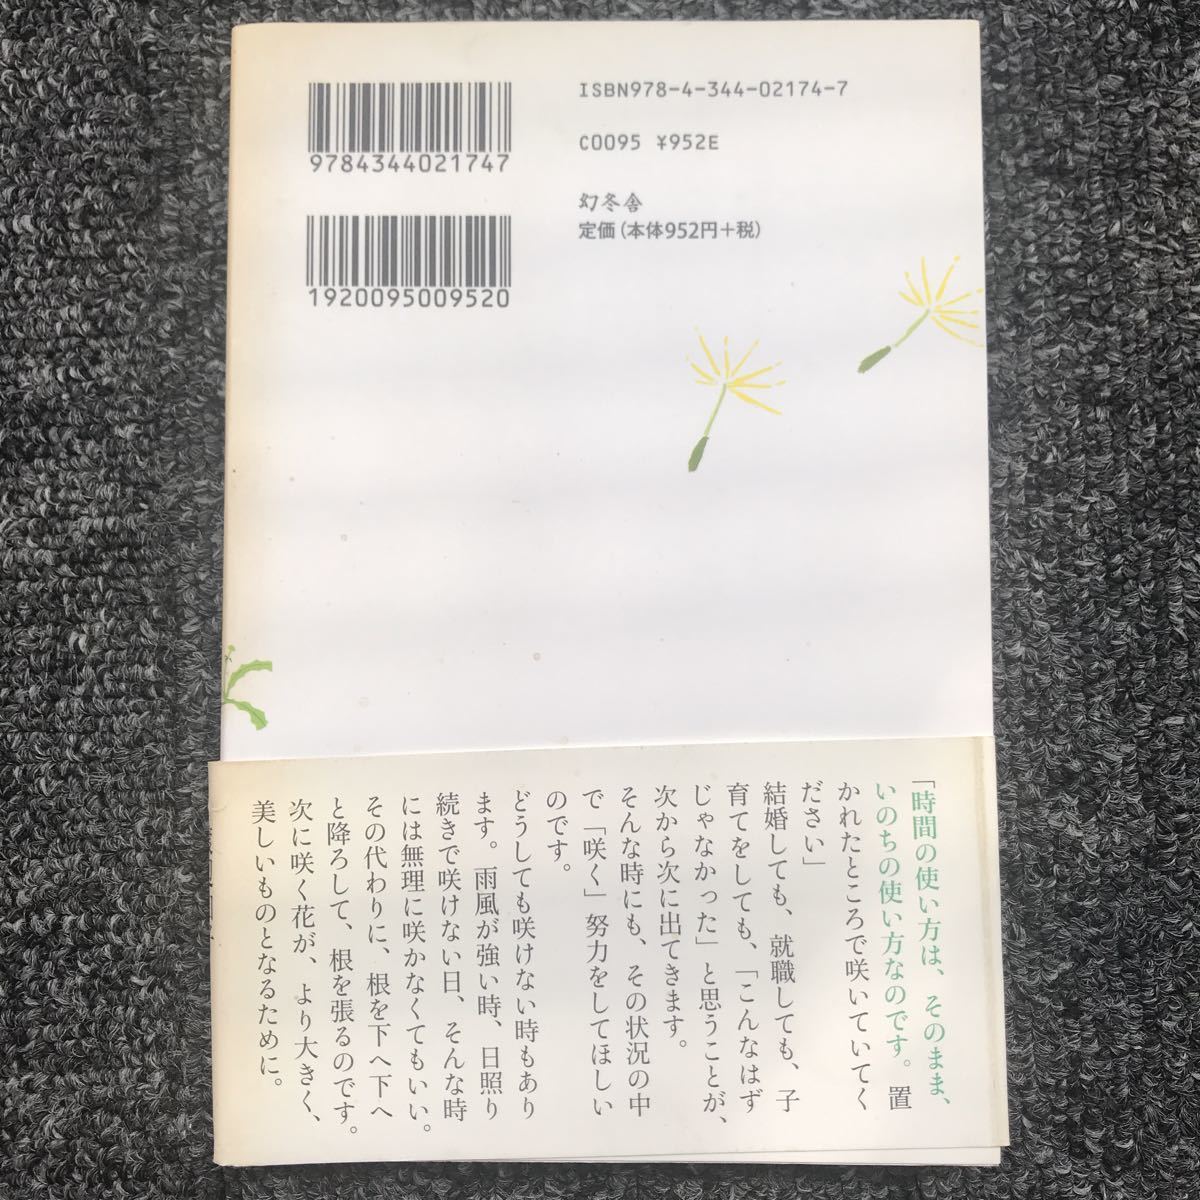 9784344021747
1920095009520
ISBN978-4-344-02174-7
C0095 ¥952E
幻冬舎
定価（本体952円＋税）
「時間の使い方は、そのまま、
いのちの使い方なのです。置
かれたところで咲いていてく
ださい」
結婚しても、就職しても、子
育てをしても、「こんなはず
じゃなかった」と思うことが、
次から次に出てきます。
そんな時にも、その状況の中
で「咲く」努力をしてほしい
のです。
どうしても咲けない時もあり
ます。雨風が強い時、日照り
続きで咲けない日、そんな時
には無理に咲かなくてもいい。
その代わりに、根を下へ下へ
と降ろして、根を張るのです。
次に咲く花が、より大きく、
美しいものとなるために。